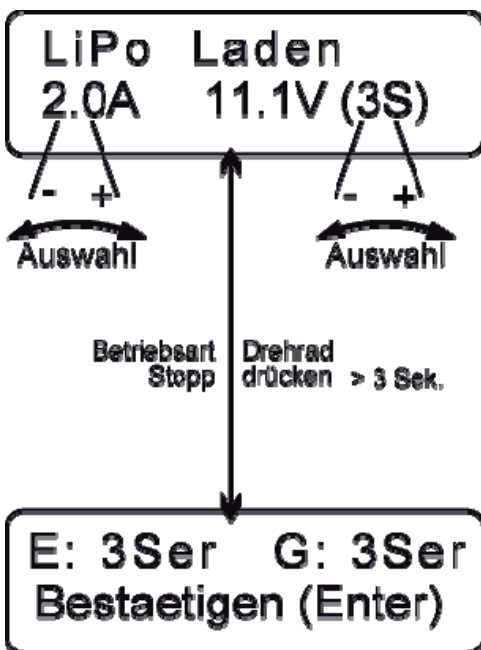 LiPo Laden
2.0A 11.1V (3S)
- + - +
Auswahl Auswahl
Betriebsart Drehrad
Stopp drücken > 3 Sek.
E: 3Ser G: 3Ser
Bestaetigen (Enter)